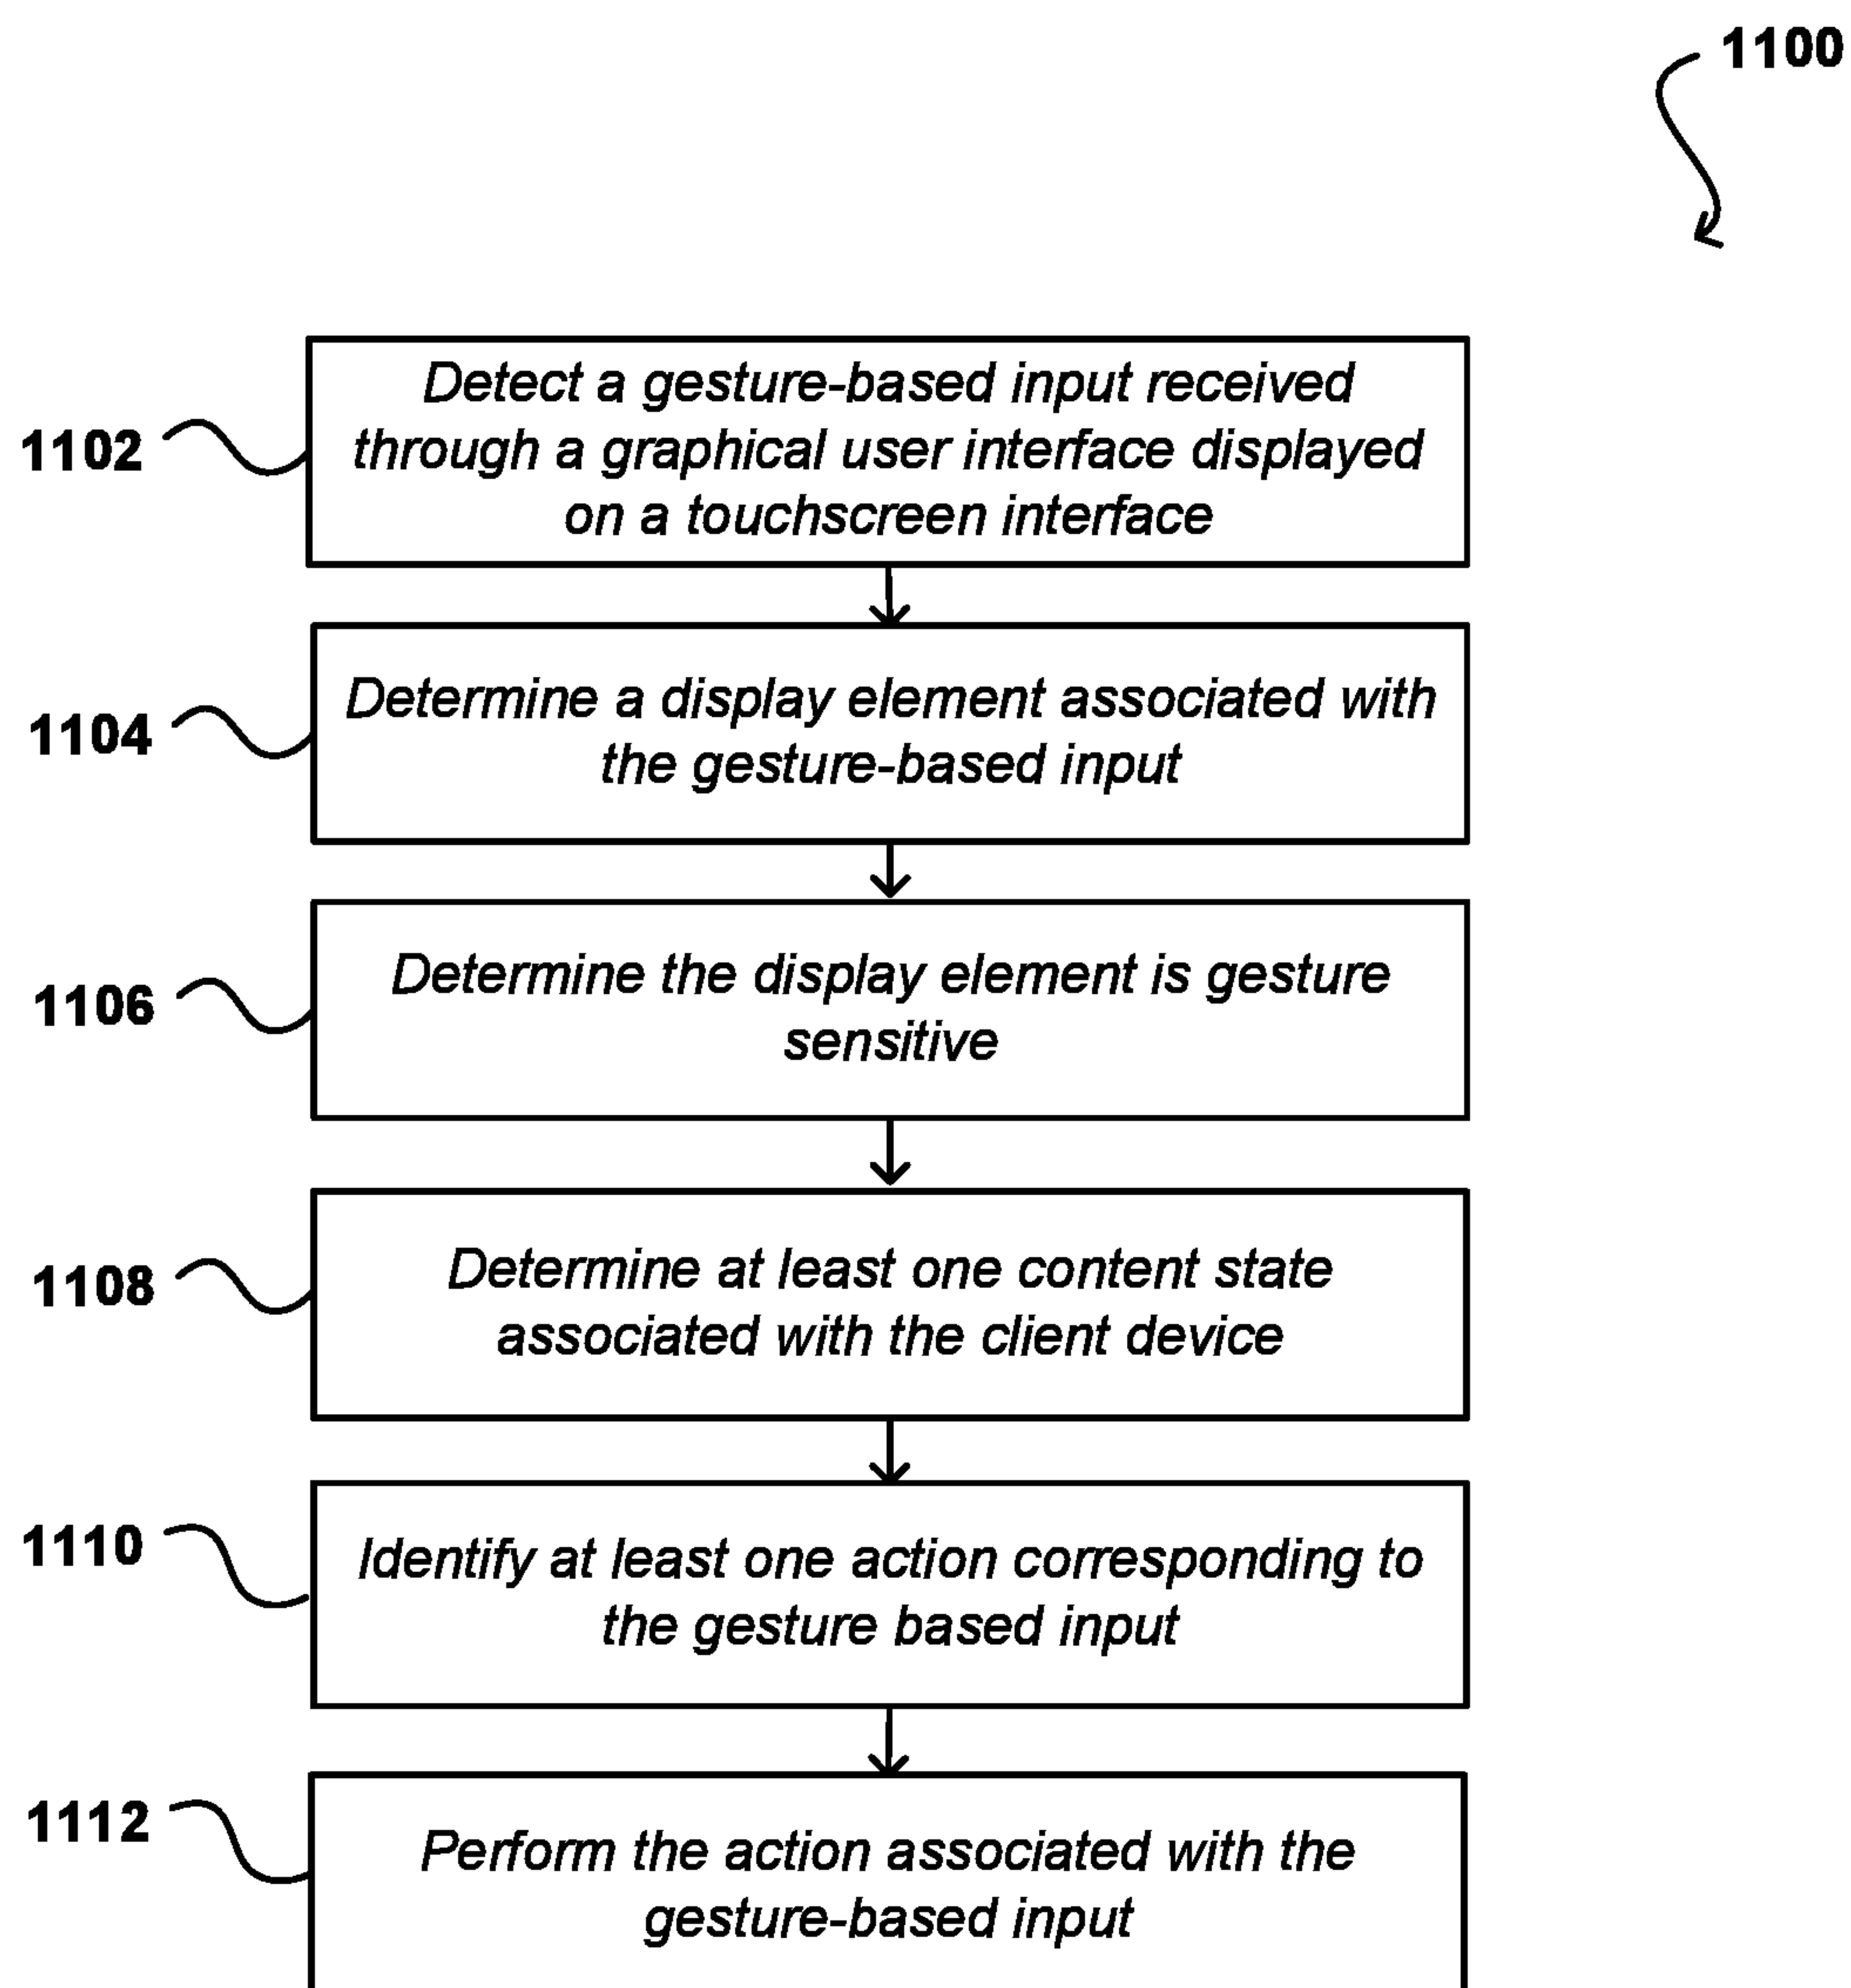 1100
1102
Detect a gesture-based input received
through a graphical user interface displayed
on a touchscreen interface
1104
Determine a display element associated with
the gesture-based input
1106
Determine the display element is gesture
sensitive
1108
Determine at least one content state
associated with the client device
1110
Identify at least one action corresponding to
the gesture based input
1112
Perform the action associated with the
gesture-based input